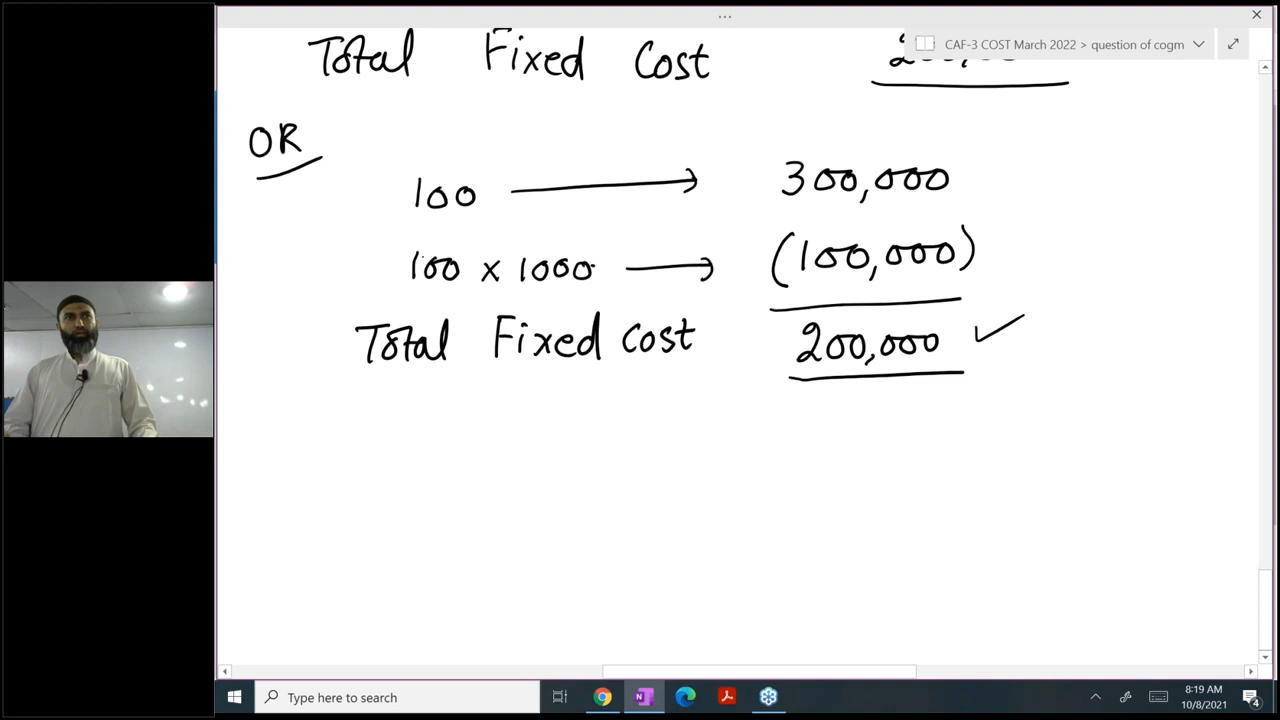 CAF-3 COST March 2022 > question of cogm
Total Fixed Cost
OR
100 → 300,000
100 x 1000 → (100,000)
Total Fixed cost 200,000 ✓
Type here to search
8:19 AM
10/8/2021
4